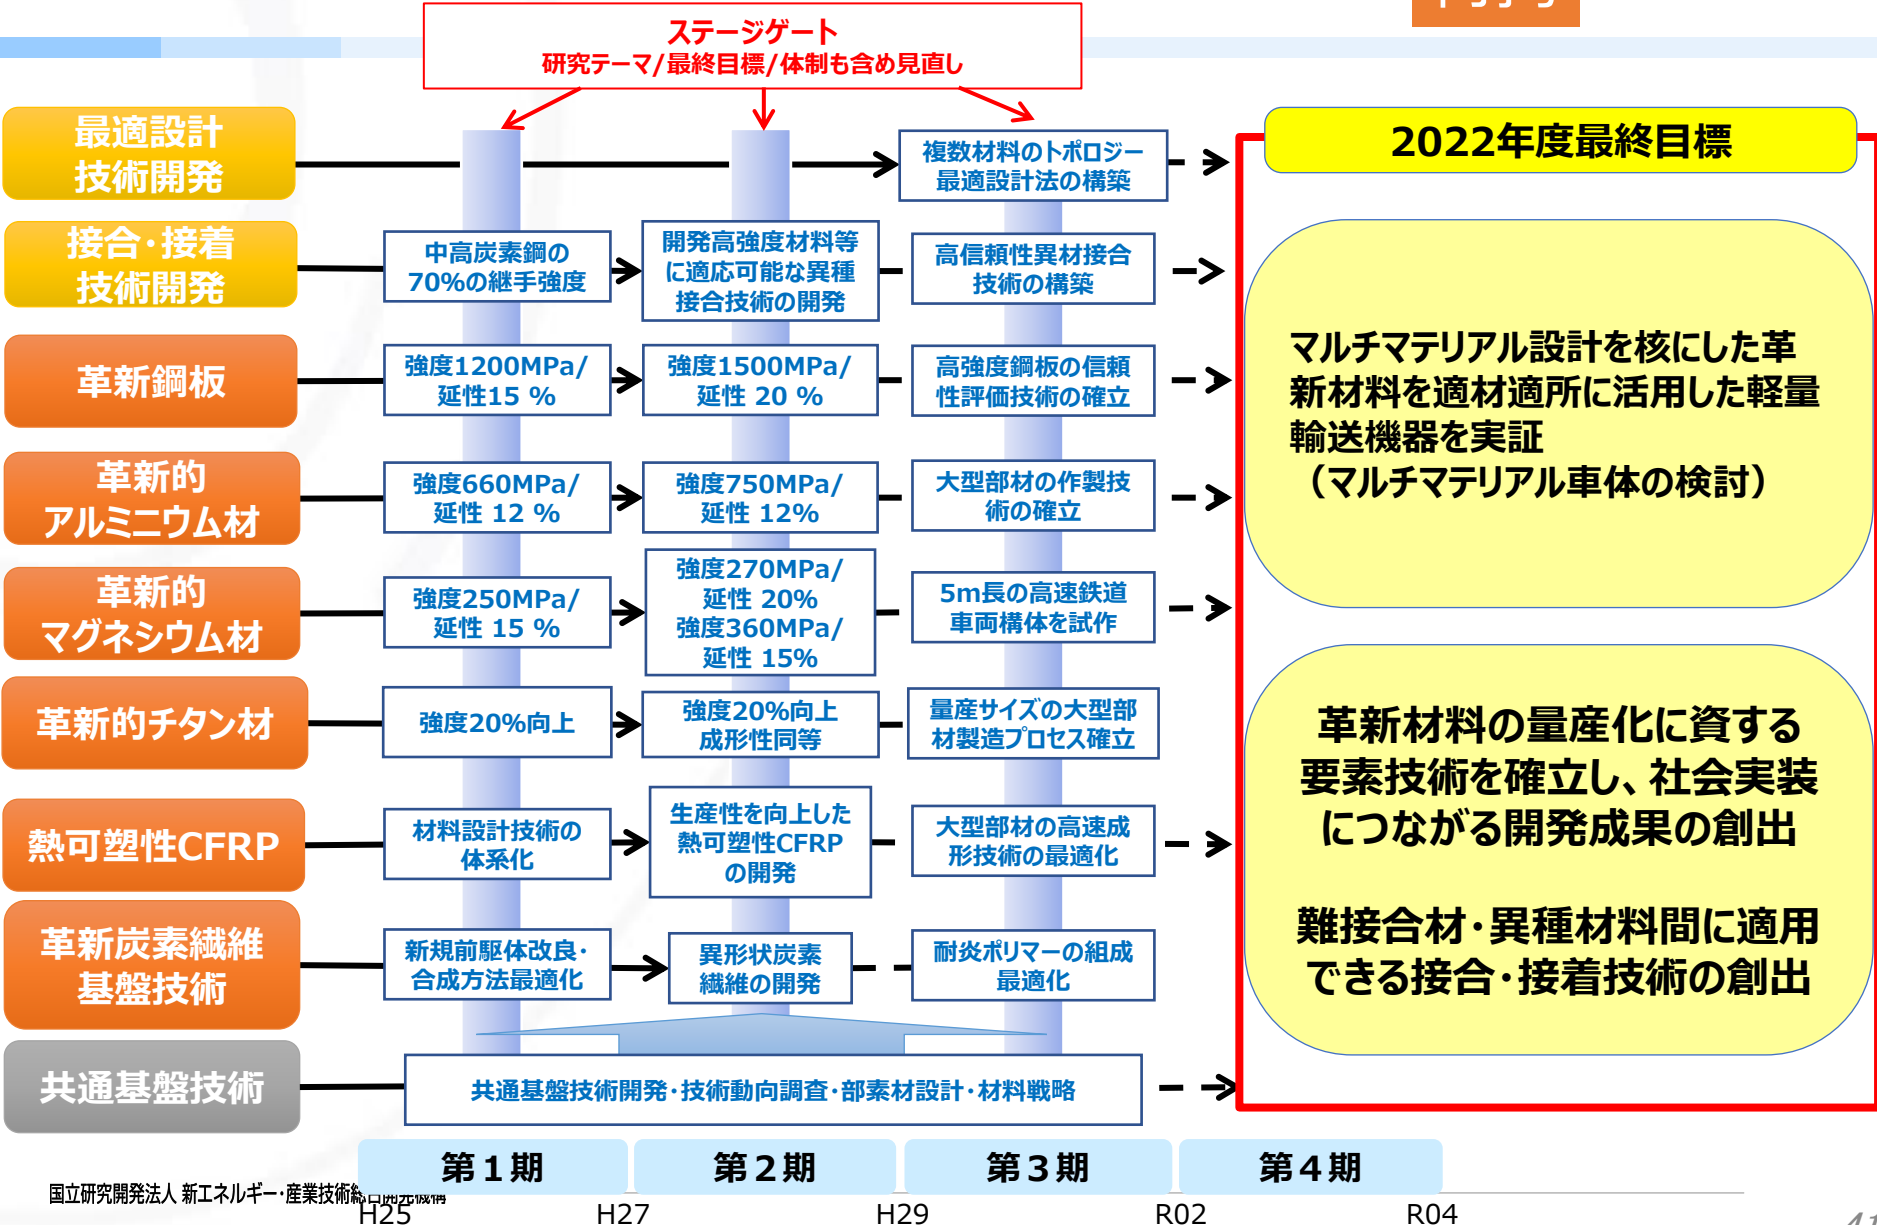 ステージゲート
研究テーマ/最終目標/体制も含め見直し
最適設計
技術開発
複数材料のトポロジー
最適設計法の構築
2022年度最終目標
接合・接着
技術開発
中高炭素鋼の
70%の継手強度
開発高強度材料等
に適応可能な異種
接合技術の開発
高信頼性異材接合
技術の構築
革新鋼板
強度1200MPa/
延性15 %
強度1500MPa/
延性 20 %
高強度鋼板の信頼
性評価技術の確立
マルチマテリアル設計を核にした革
新材料を適材適所に活用した軽量
輸送機器を実証
（マルチマテリアル車体の検討）
革新的
アルミニウム材
強度660MPa/
延性 12 %
強度750MPa/
延性 12%
大型部材の作製技
術の確立
革新的
マグネシウム材
強度250MPa/
延性 15 %
強度270MPa/
延性 20%
強度360MPa/
延性 15%
5m長の高速鉄道
車両構体を試作
革新的チタン材
強度20%向上
強度20%向上
成形性同等
量産サイズの大型部
材製造プロセス確立
革新材料の量産化に資する
要素技術を確立し、社会実装
につながる開発成果の創出
難接合材・異種材料間に適用
できる接合・接着技術の創出
熱可塑性CFRP
材料設計技術の
体系化
生産性を向上した
熱可塑性CFRP
の開発
大型部材の高速成
形技術の最適化
革新炭素繊維
基盤技術
新規前駆体改良・
合成方法最適化
異形状炭素
繊維の開発
耐炎ポリマーの組成
最適化
共通基盤技術
共通基盤技術開発・技術動向調査・部素材設計・材料戦略
第１期
第２期
第３期
第４期
国立研究開発法人 新エネルギー・産業技術総合開発機構
H25
H27
H29
R02
R04